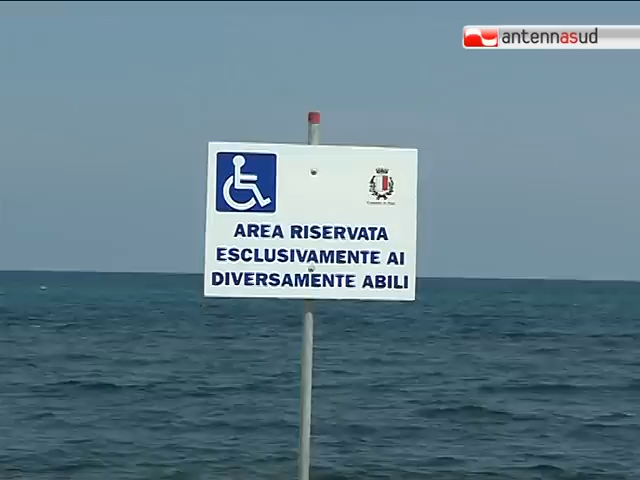 antennasud
AREA RISERVATA
ESCLUSIVAMENTE AI
DIVERSAMENTE ABILI